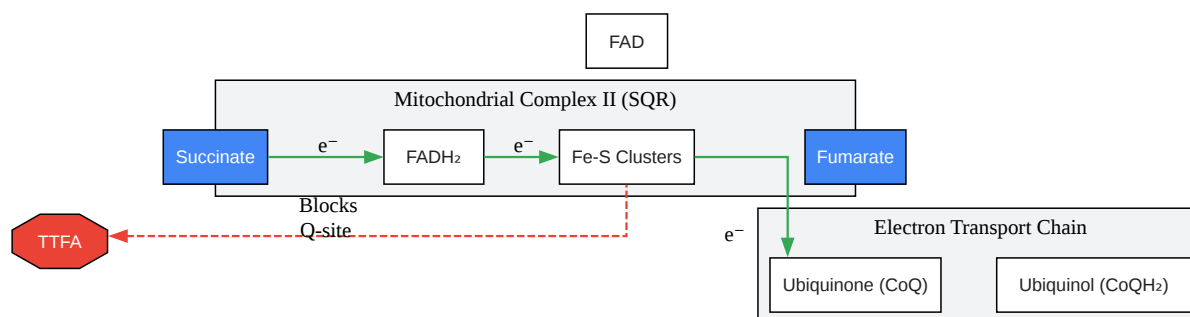 FAD
Mitochondrial Complex II (SQR)
Succinate
e⁻
FADH₂
e⁻
Fe-S Clusters
Fumarate
Blocks
Q-site
TTFA
e⁻
Electron Transport Chain
Ubiquinone (CoQ)
Ubiquinol (CoQH₂)